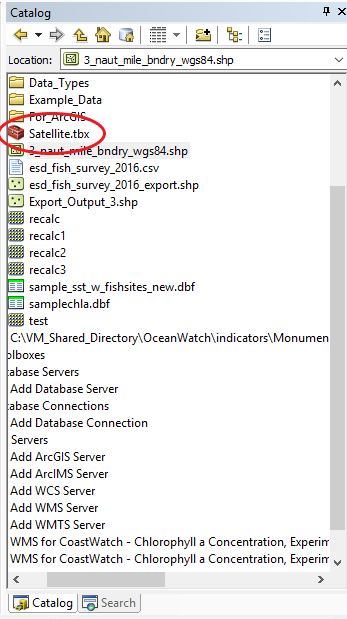 Catalog
Location: 3_naut_mile_bndry_wgs84.shp
Data_Types
Example_Data
For_ArcGIS
Satellite.tbx
3_naut_mile_bndry_wgs84.shp
esd_fish_survey_2016.csv
esd_fish_survey_2016_export.shp
Export_Output_3.shp
recalc
recalc1
recalc2
recalc3
sample_sst_w_fishsites_new.dbf
samplechla.dbf
test
C:\VM_Shared_Directory\OceanWatch\indicators\Monumen
olboxes
tabase Servers
Add Database Server
tabase Connections
Add Database Connection
Servers
Add ArcGIS Server
Add ArcIMS Server
Add WCS Server
Add WMS Server
Add WMTS Server
WMS for CoastWatch - Chlorophyll a Concentration, Experim
WMS for CoastWatch - Chlorophyll a Concentration, Experim
Catalog Search